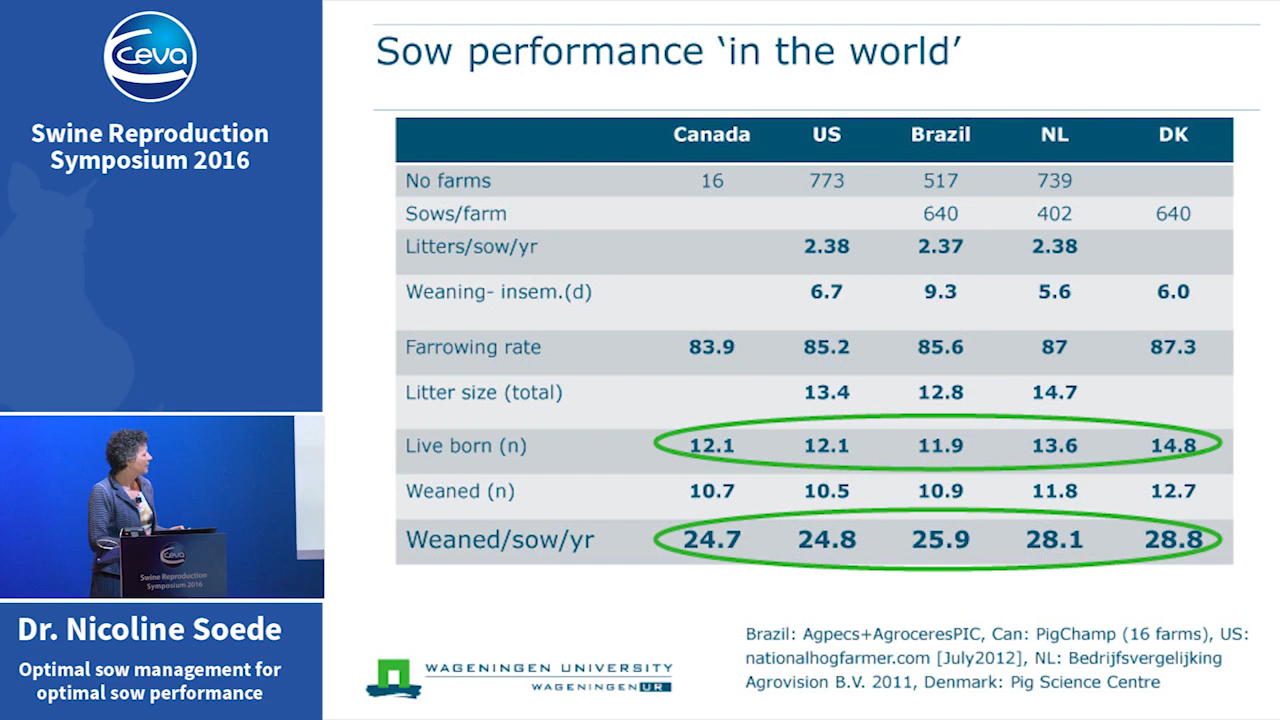 ceva
Swine Reproduction
Symposium 2016
Sow performance ‘in the world’
Canada US Brazil NL DK
No farms 16 773 517 739
Sows/farm 640 402 640
Litters/sow/yr 2.38 2.37 2.38
Weaning- insem.(d) 6.7 9.3 5.6 6.0
Farrowing rate 83.9 85.2 85.6 87 87.3
Litter size (total) 13.4 12.8 14.7
Live born (n) 12.1 12.1 11.9 13.6 14.8
Weaned (n) 10.7 10.5 10.9 11.8 12.7
Weaned/sow/yr 24.7 24.8 25.9 28.1 28.8
ceva
Swine Reproduction
Symposium 2016
Dr. Nicoline Soede
Optimal sow management for
optimal sow performance
WAGENINGEN UNIVERSITY
WAGENINGEN UR
Brazil: Agpecs+AgroceresPIC, Can: PigChamp (16 farms), US:
nationalhogfarmer.com [July2012], NL: Bedrijfsvergelijking
Agrovision B.V. 2011, Denmark: Pig Science Centre